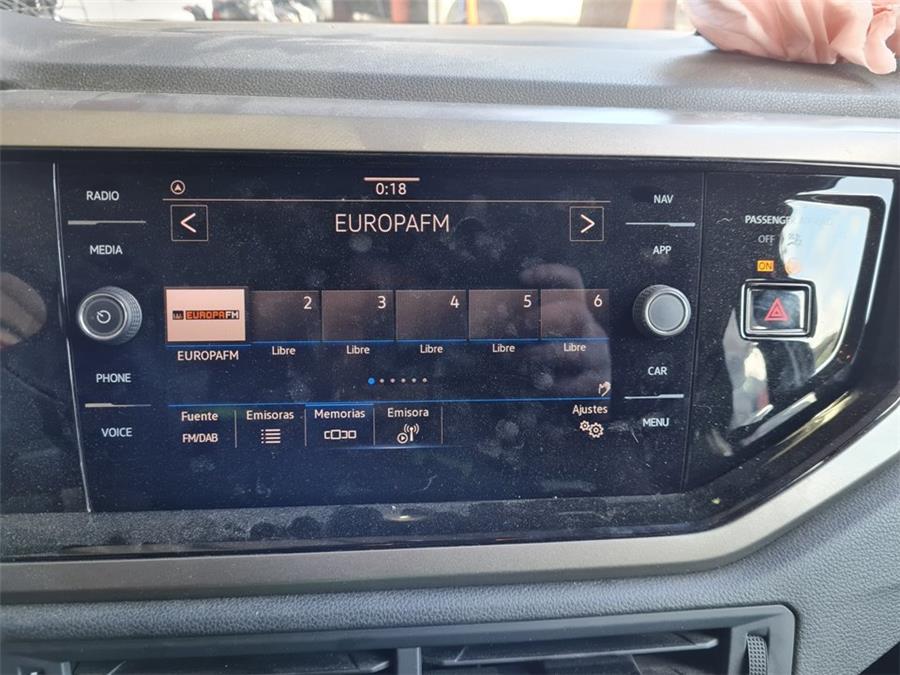 0:18
RADIO
MEDIA
PHONE
VOICE
EUROPAFM
EUROPAFM
2
3
4
5
6
EUROPAFM
Libre
Libre
Libre
Libre
Libre
Fuente
FM/DAB
Emisoras
Memorias
Emisora
Ajustes
NAV
APP
CAR
MENU
OFF
ON